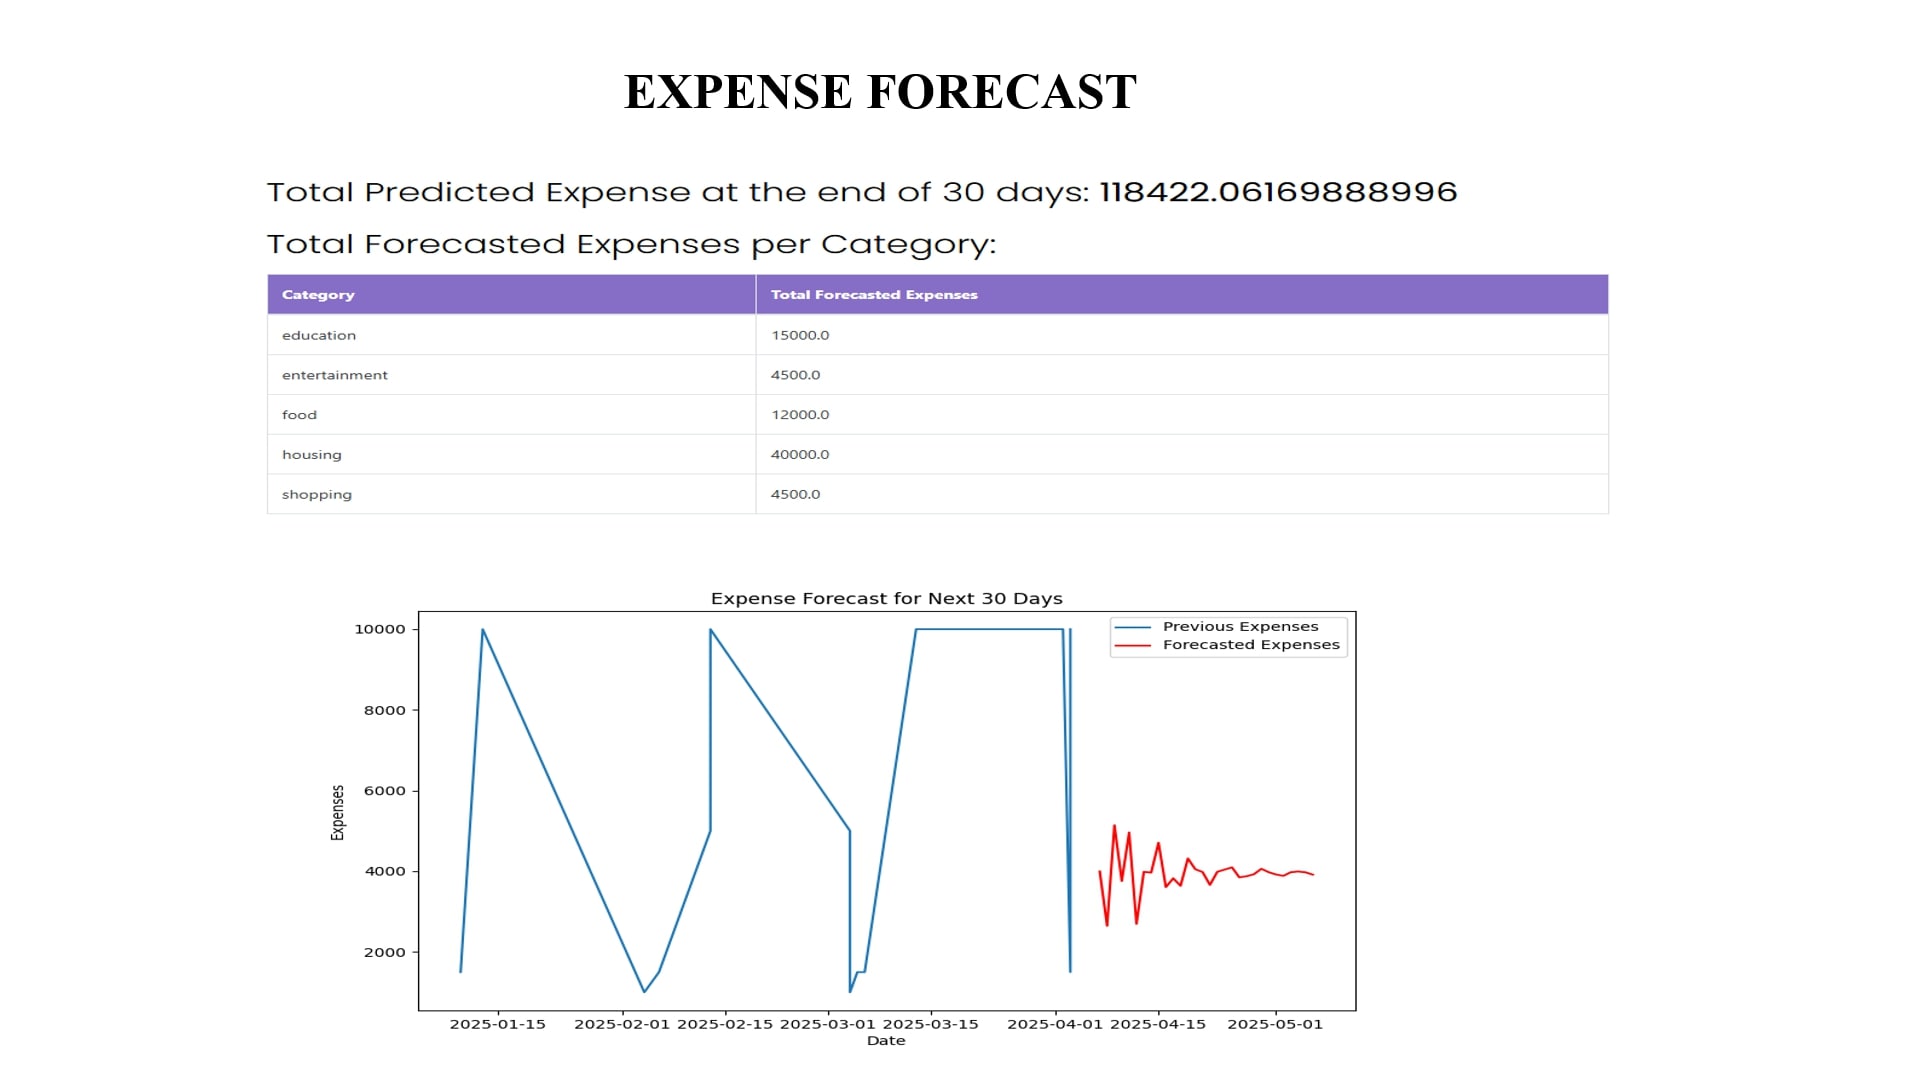 EXPENSE FORECAST
Total Predicted Expense at the end of 30 days: 118422.06169888996
Total Forecasted Expenses per Category:
Category Total Forecasted Expenses
education 15000.0
entertainment 4500.0
food 12000.0
housing 40000.0
shopping 4500.0
Expense Forecast for Next 30 Days
Previous Expenses
Forecasted Expenses
10000
8000
6000
4000
2000
Expenses
2025-01-15 2025-02-01 2025-02-15 2025-03-01 2025-03-15 2025-04-01 2025-04-15 2025-05-01
Date